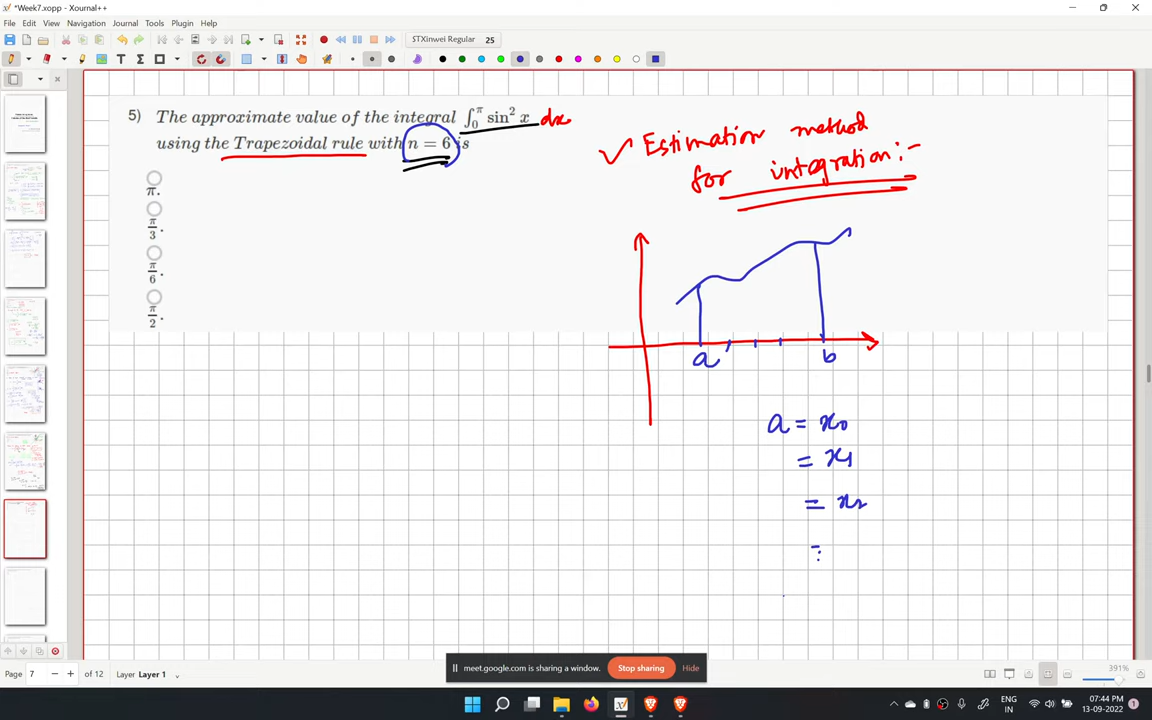 *Week7.xopp - Xournal++
File Edit View Navigation Journal Tools Plugin Help
STXinwei Regular 25
5) The approximate value of the integral ∫₀^π sin² x dx
using the Trapezoidal rule with n = 6 is
π.
π/3.
π/6.
π/2.
✓ Estimation method
for integration:-
a b
a = x₀
= x₁
= x₂
meet.google.com is sharing a window. Stop sharing Hide
Page 7 of 12 Layer Layer 1
391%
ENG
IN
07:44 PM
13-09-2022